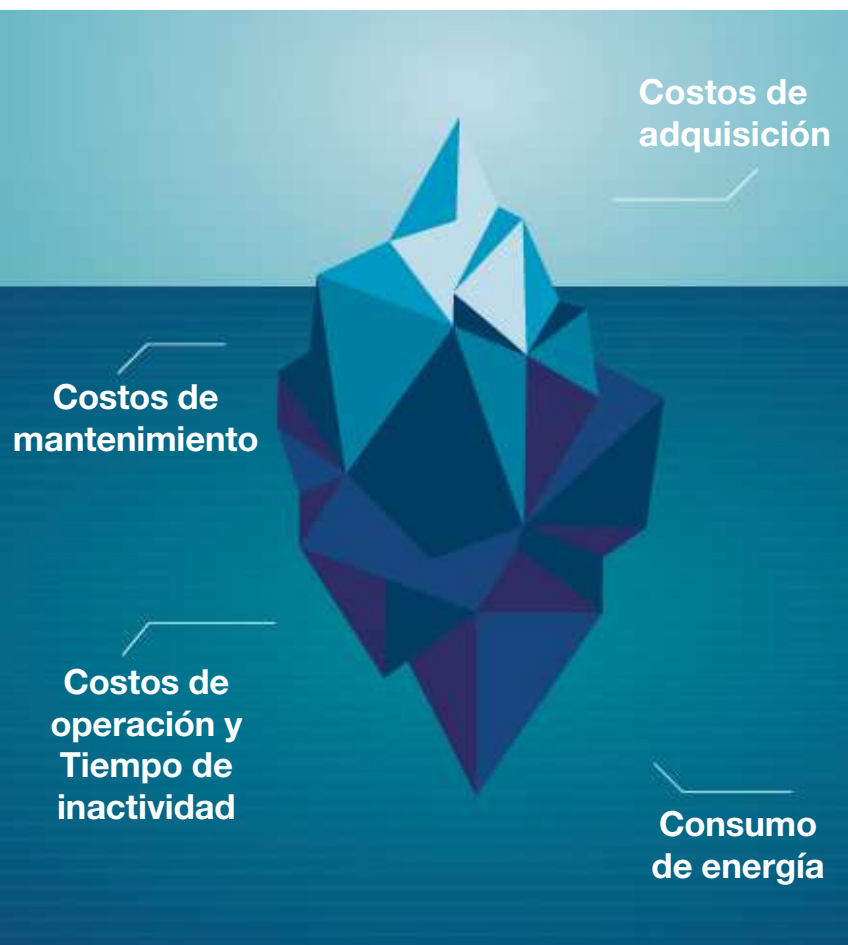 Costos de
adquisición
Costos de
mantenimiento
Costos de
operación y
Tiempo de
inactividad
Consumo
de energía